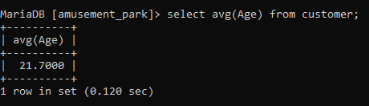 MariaDB [amusement_park]> select avg(Age) from customer;
+----------+
| avg(Age) |
+----------+
|  21.7000 |
+----------+
1 row in set (0.120 sec)